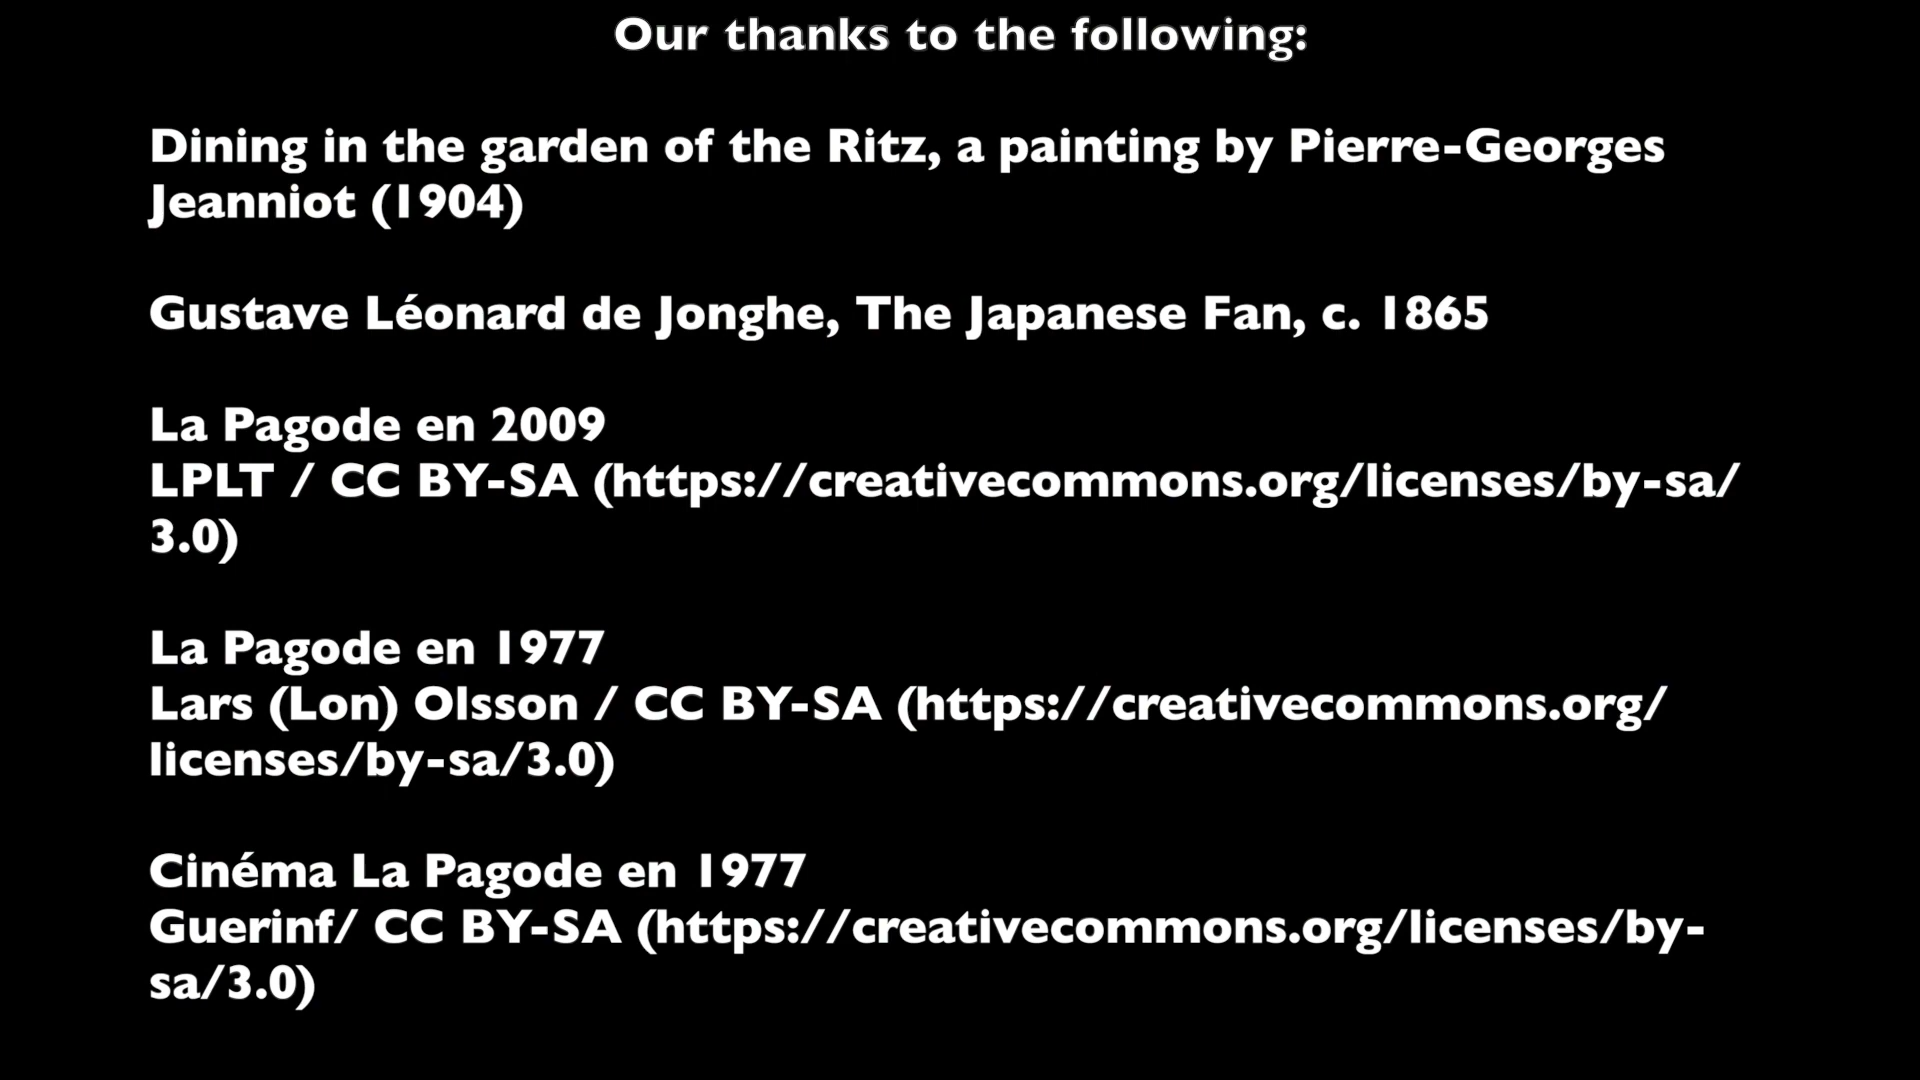 Our thanks to the following:
Dining in the garden of the Ritz, a painting by Pierre-Georges
Jeanniot (1904)
Gustave Léonard de Jonghe, The Japanese Fan, c. 1865
La Pagode en 2009
LPLT / CC BY-SA (https://creativecommons.org/licenses/by-sa/
3.0)
La Pagode en 1977
Lars (Lon) Olsson / CC BY-SA (https://creativecommons.org/
licenses/by-sa/3.0)
Cinéma La Pagode en 1977
Guerinf/ CC BY-SA (https://creativecommons.org/licenses/by-
sa/3.0)